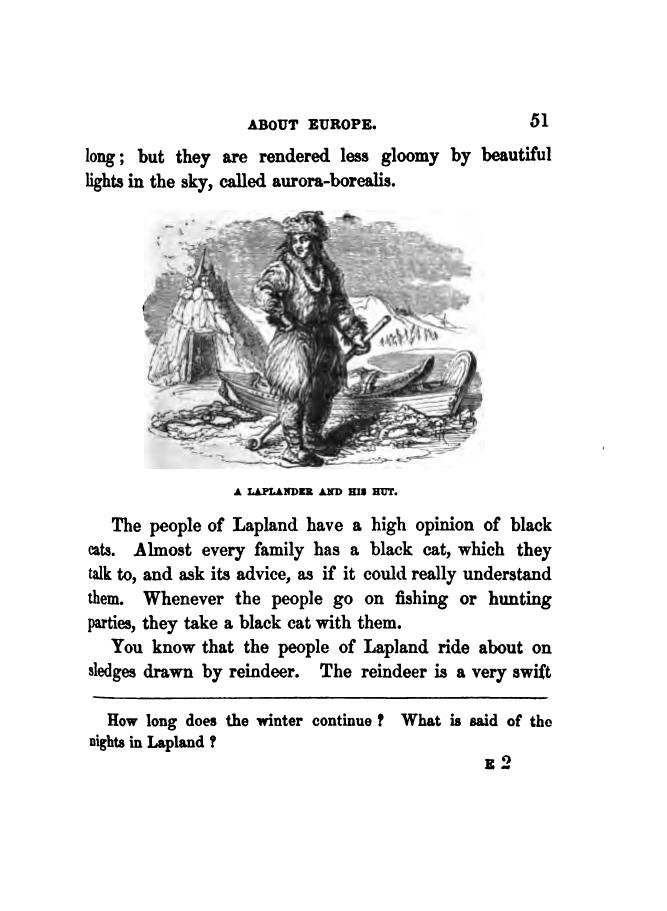 ABOUT EUROPE. 51
long; but they are rendered less gloomy by beautiful
lights in the sky, called aurora-borealis.
A LAPLANDER AND HIS HUT.
The people of Lapland have a high opinion of black
cats. Almost every family has a black cat, which they
talk to, and ask its advice, as if it could really understand
them. Whenever the people go on fishing or hunting
parties, they take a black cat with them.
You know that the people of Lapland ride about on
sledges drawn by reindeer. The reindeer is a very swift
How long does the winter continue? What is said of the
nights in Lapland?
E 2